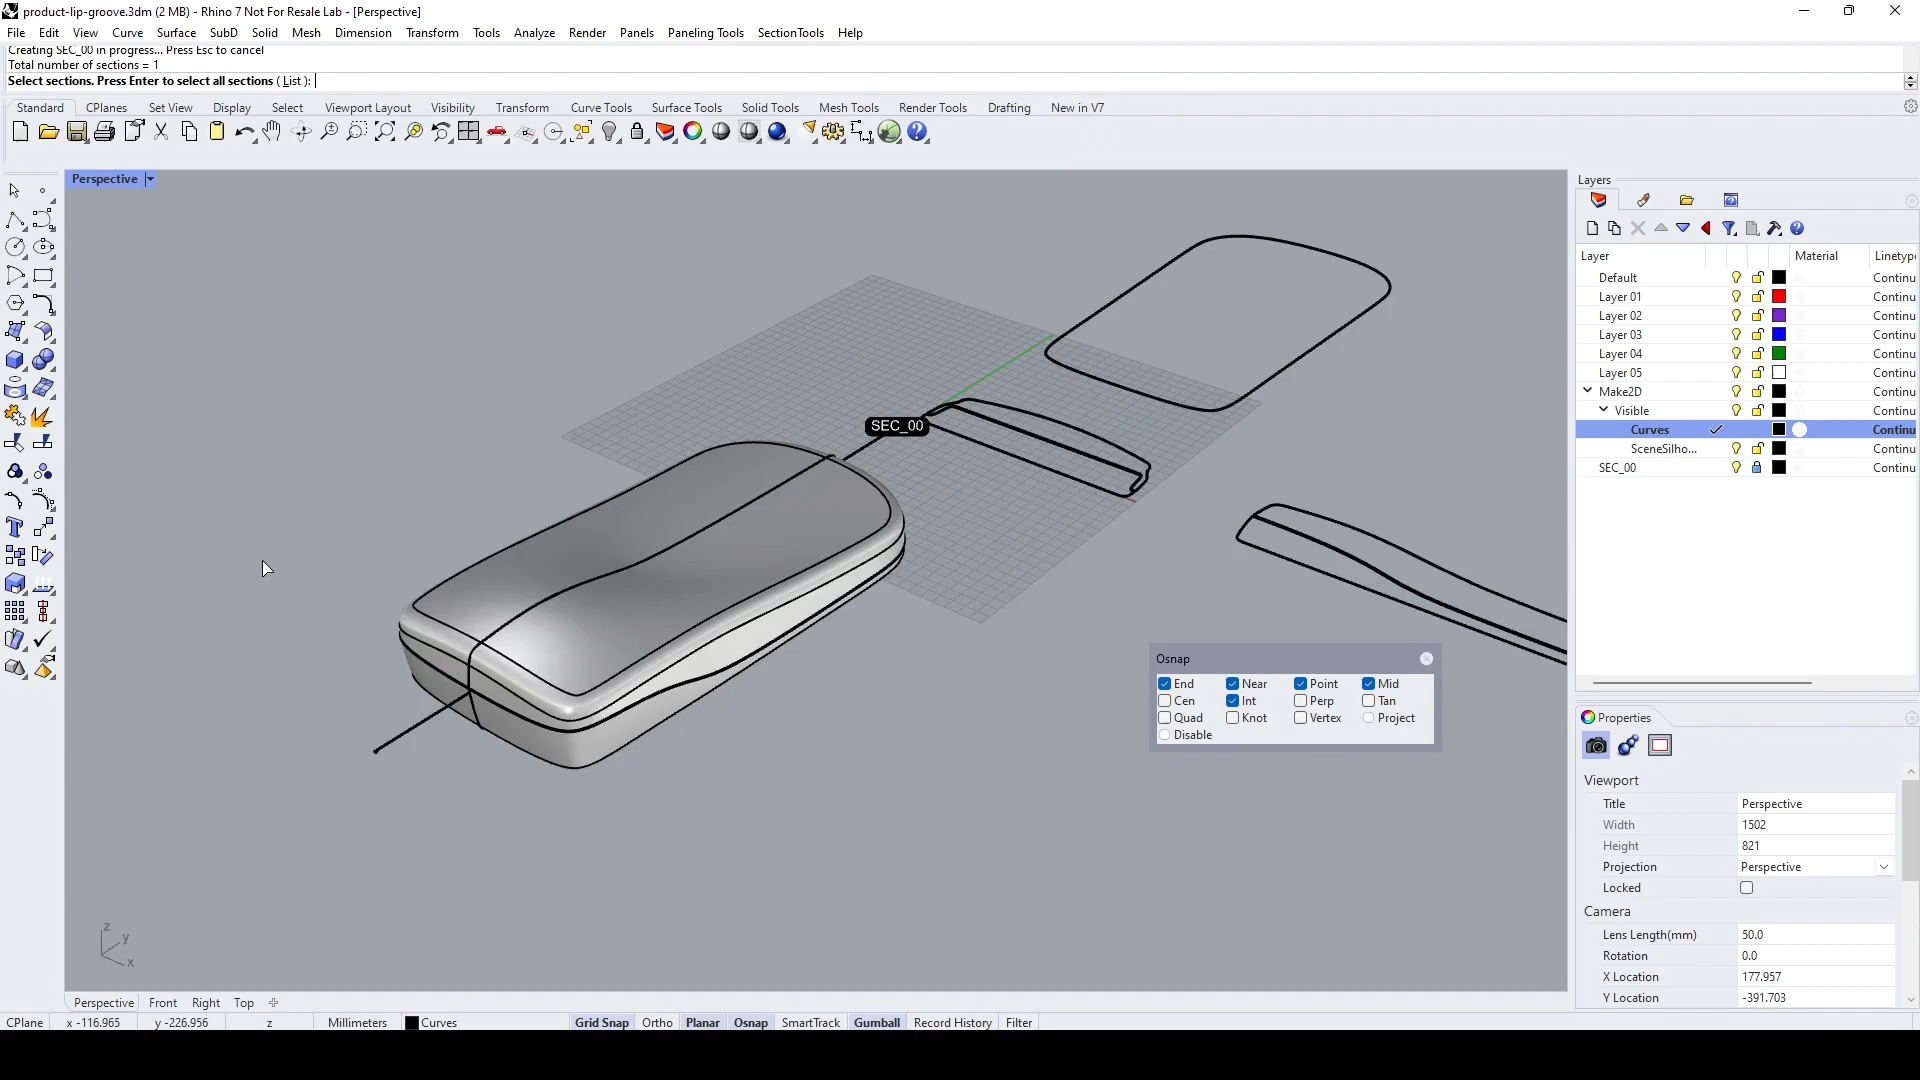 product-lip-groove.3dm (2 MB) - Rhino 7 Not For Resale Lab - [Perspective]
File Edit View Curve Surface SubD Solid Mesh Dimension Transform Tools Analyze Render Panels Paneling Tools SectionTools Help
Creating SEC_00 in progress... Press Esc to cancel
Total number of sections = 1
Select sections. Press Enter to select all sections ( List ):
Standard CPlanes Set View Display Select Viewport Layout Visibility Transform Curve Tools Surface Tools Solid Tools Mesh Tools Render Tools Drafting New in V7
Perspective
SEC_00
Osnap
End Near Point Mid
Cen Int Perp Tan
Quad Knot Vertex Project
Disable
z
y
x
Layers
Layer Material Linetype
Default Continu
Layer 01 Continu
Layer 02 Continu
Layer 03 Continu
Layer 04 Continu
Layer 05 Continu
Make2D Continu
Visible Continu
Curves Continu
SceneSilho... Continu
SEC_00 Continu
Properties
Viewport
Title Perspective
Width 1502
Height 821
Projection Perspective
Locked
Camera
Lens Length(mm) 50.0
Rotation 0.0
X Location 177.957
Y Location -391.703
Perspective Front Right Top
CPlane x -116.965 y -226.956 z Millimeters Curves Grid Snap Ortho Planar Osnap SmartTrack Gumball Record History Filter